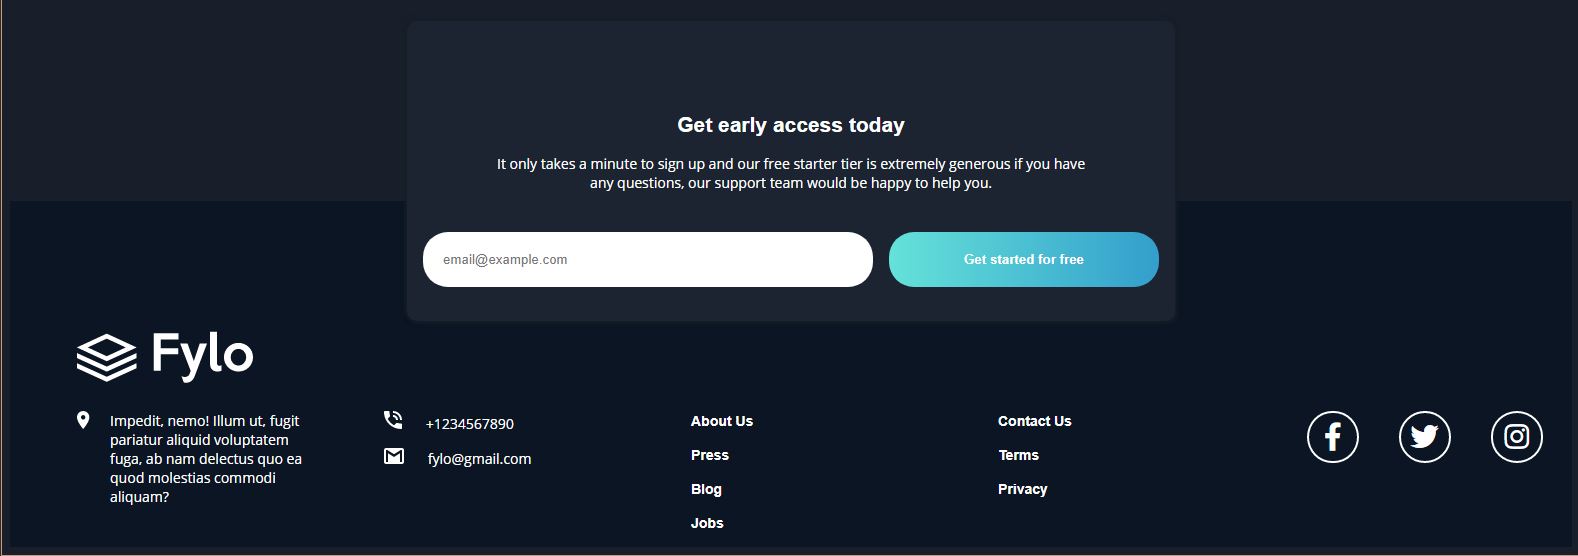 Get early access today
It only takes a minute to sign up and our free starter tier is extremely generous if you have
any questions, our support team would be happy to help you.
email@example.com
Get started for free
Fylo
Impedit, nemo! Illum ut, fugit
pariatur aliquid voluptatem
fuga, ab nam delectus quo ea
quod molestias commodi
aliquam?
+1234567890
fylo@gmail.com
About Us
Press
Blog
Jobs
Contact Us
Terms
Privacy